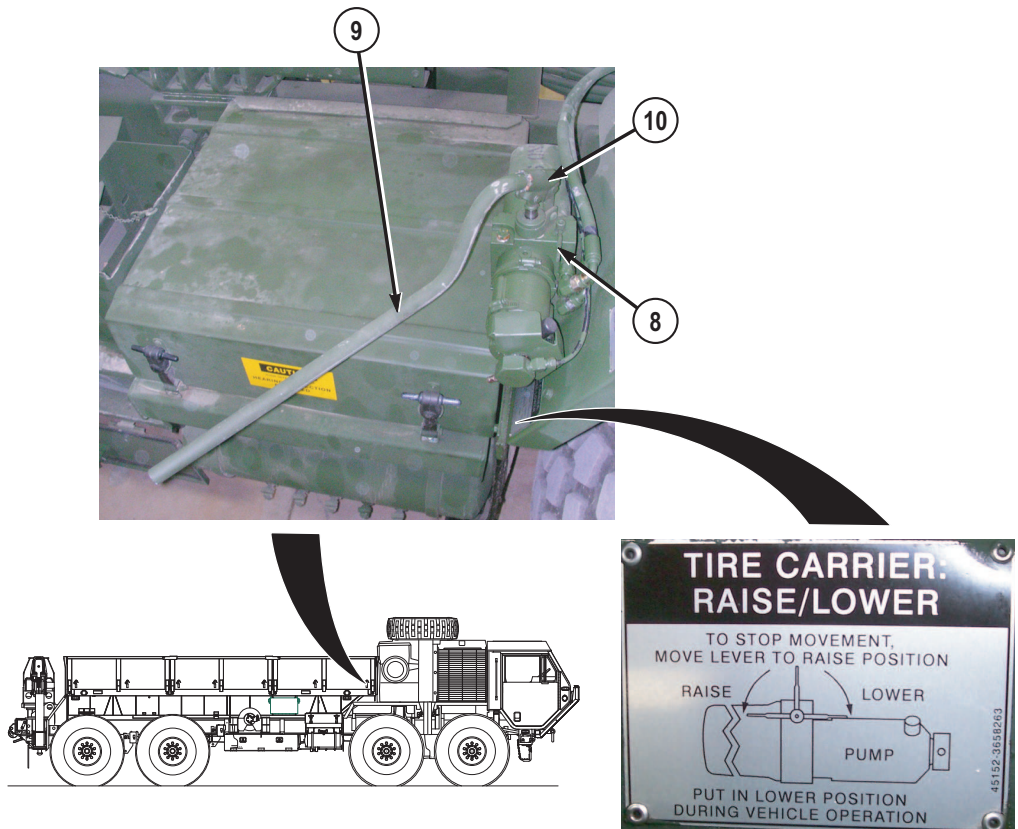 9
10
8
CAUTION
TIRE CARRIER:
RAISE/LOWER
TO STOP MOVEMENT,
MOVE LEVER TO RAISE POSITION
RAISE
LOWER
PUMP
PUT IN LOWER POSITION
DURING VEHICLE OPERATION
45152-3658263